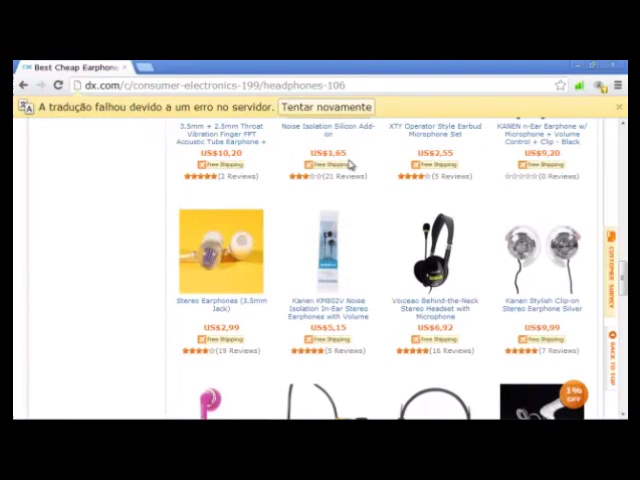 Best Cheap Earphone
dx.com/c/consumer-electronics-199/headphones-106
A tradução falhou devido a um erro no servidor. Tentar novamente
3.5mm + 2.5mm Throat Vibration Finger PPT Acoustic Tube Earphone +
US$10,20
Free Shipping
(2 Reviews)
Noise Isolation Silicon Add-on
US$1,65
Free Shipping
(21 Reviews)
XTY Operator Style Earbud Microphone Set
US$2,55
Free Shipping
(5 Reviews)
KANEN n-Ear Earphone w/ Microphone + Volume Control + Clip - Black
US$9,20
Free Shipping
(0 Reviews)
Stereo Earphones (3.5mm Jack)
US$2,99
Free Shipping
(19 Reviews)
Kanen KM802V Noise Isolation In-Ear Stereo Earphones with Volume
US$5,15
Free Shipping
(5 Reviews)
Voiceao Behind-the-Neck Stereo Headset with Microphone
US$6,92
Free Shipping
(16 Reviews)
Kanen Stylish Clip-on Stereo Earphone Silver
US$9,99
Free Shipping
(7 Reviews)
CUSTOMER SURVEY
BACK TO TOP
1%
OFF